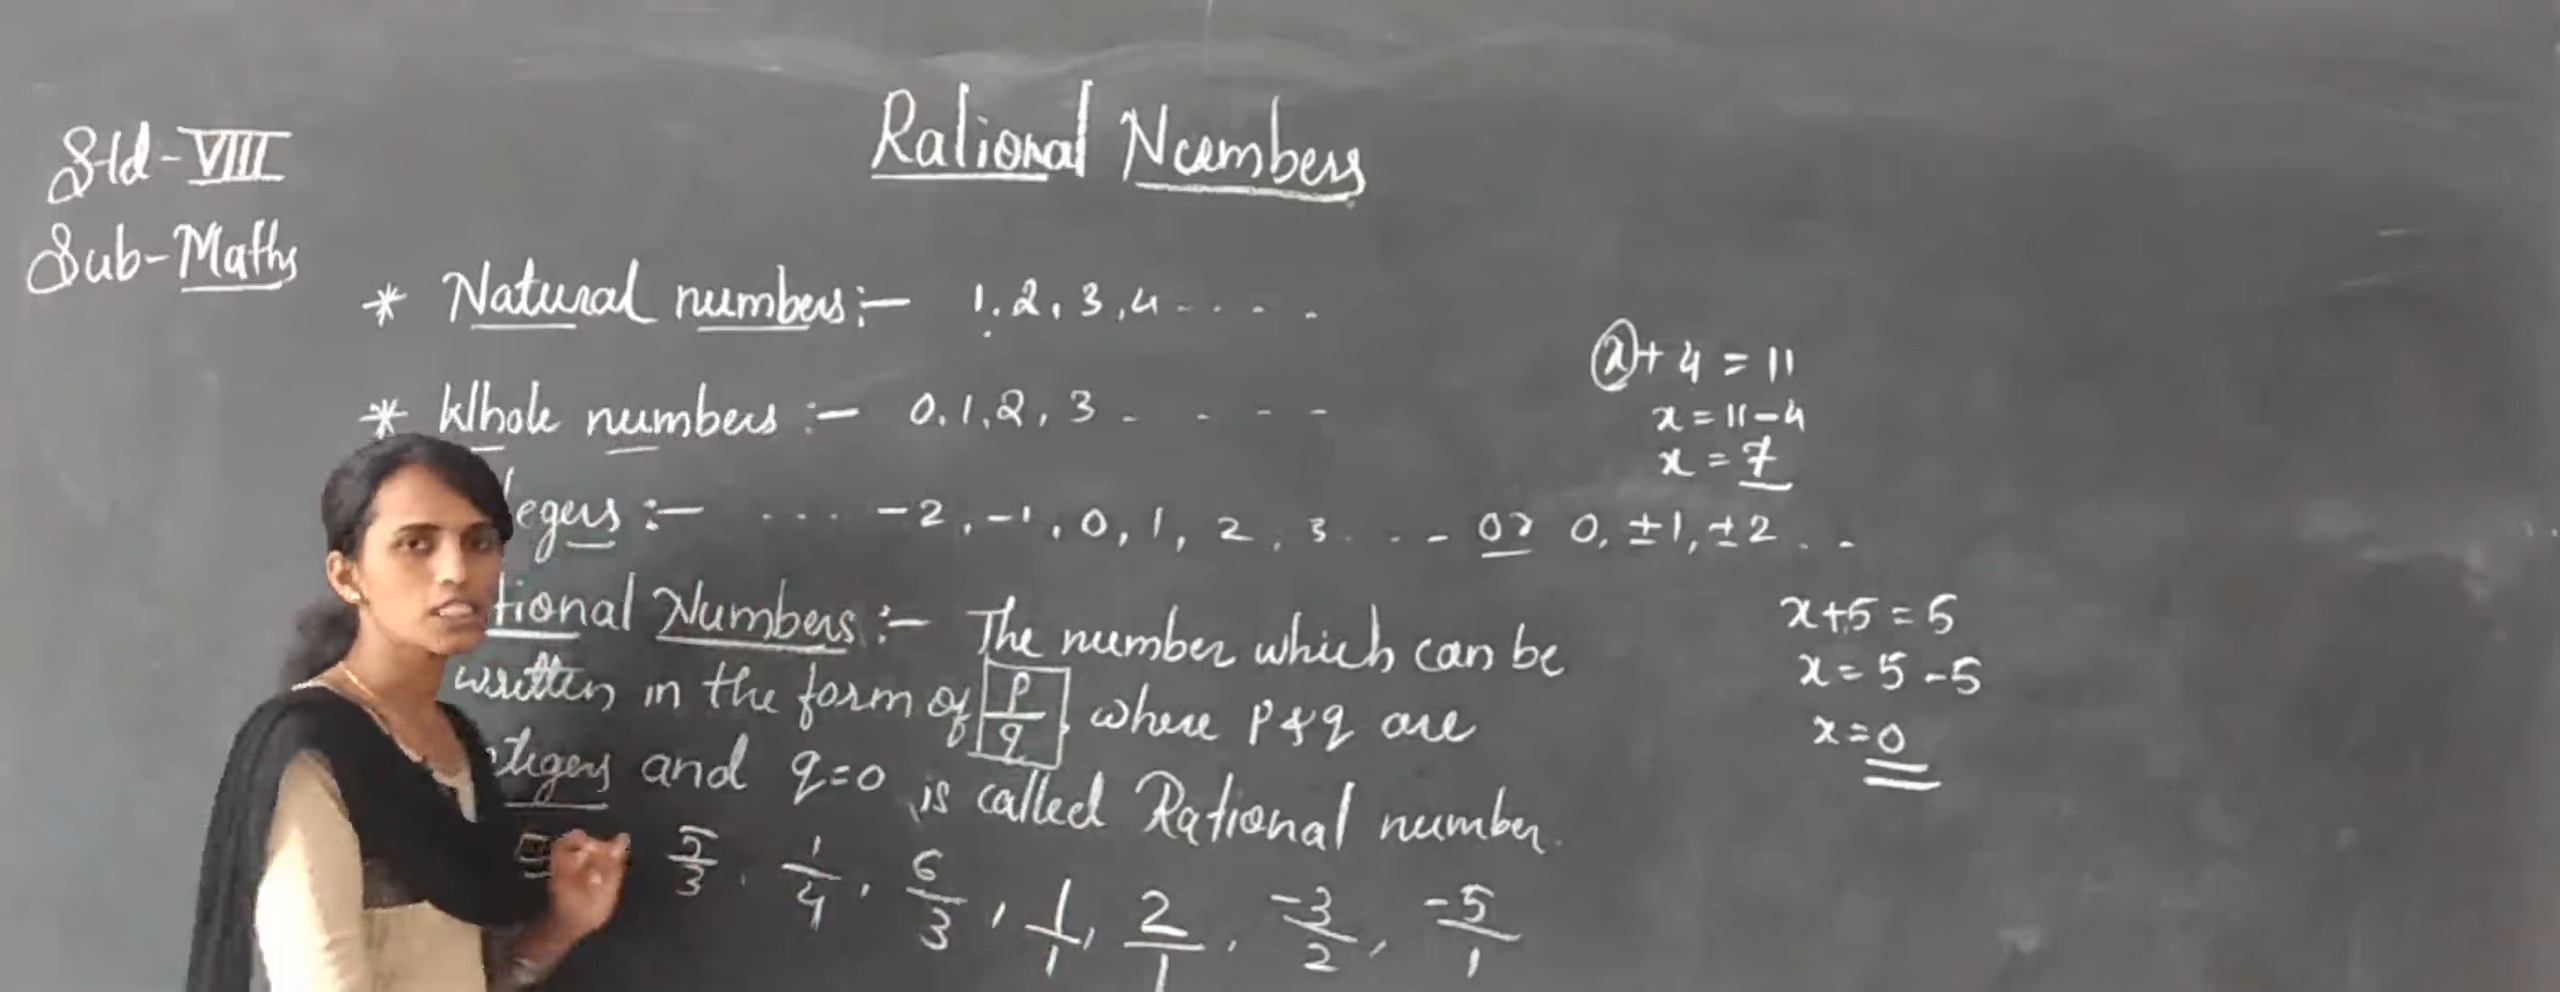 Std-VIII
Sub-Maths
Rational Numbers
* Natural numbers:- 1, 2, 3, 4 . . . .
* Whole numbers :- 0, 1, 2, 3 - - - -
egers :- ... -2, -1, 0, 1, 2, 3 . . . or 0, ±1, ±2 . .
tional Numbers :- The number which can be
written in the form of p/q, where p & q are
tegers and q=0, is called Rational number.
5/3, 1/4, 6/3, 1/1, 2/1, -3/2, -5/1
x + 4 = 11
x = 11 - 4
x = 7
x+5 = 5
x = 5 - 5
x = 0